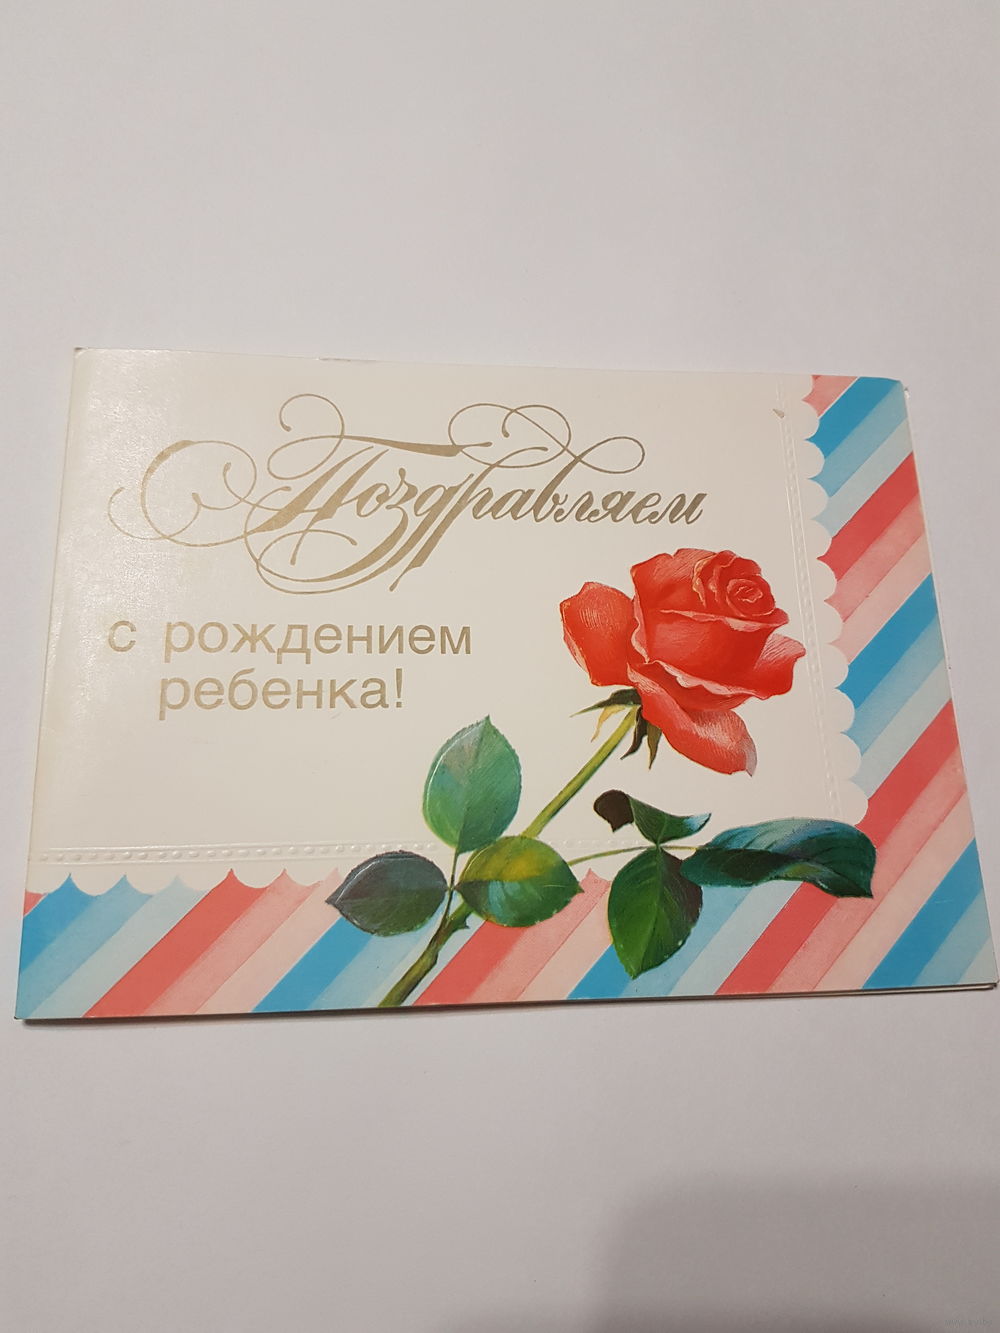 Поздравляем
с рождением
ребенка!